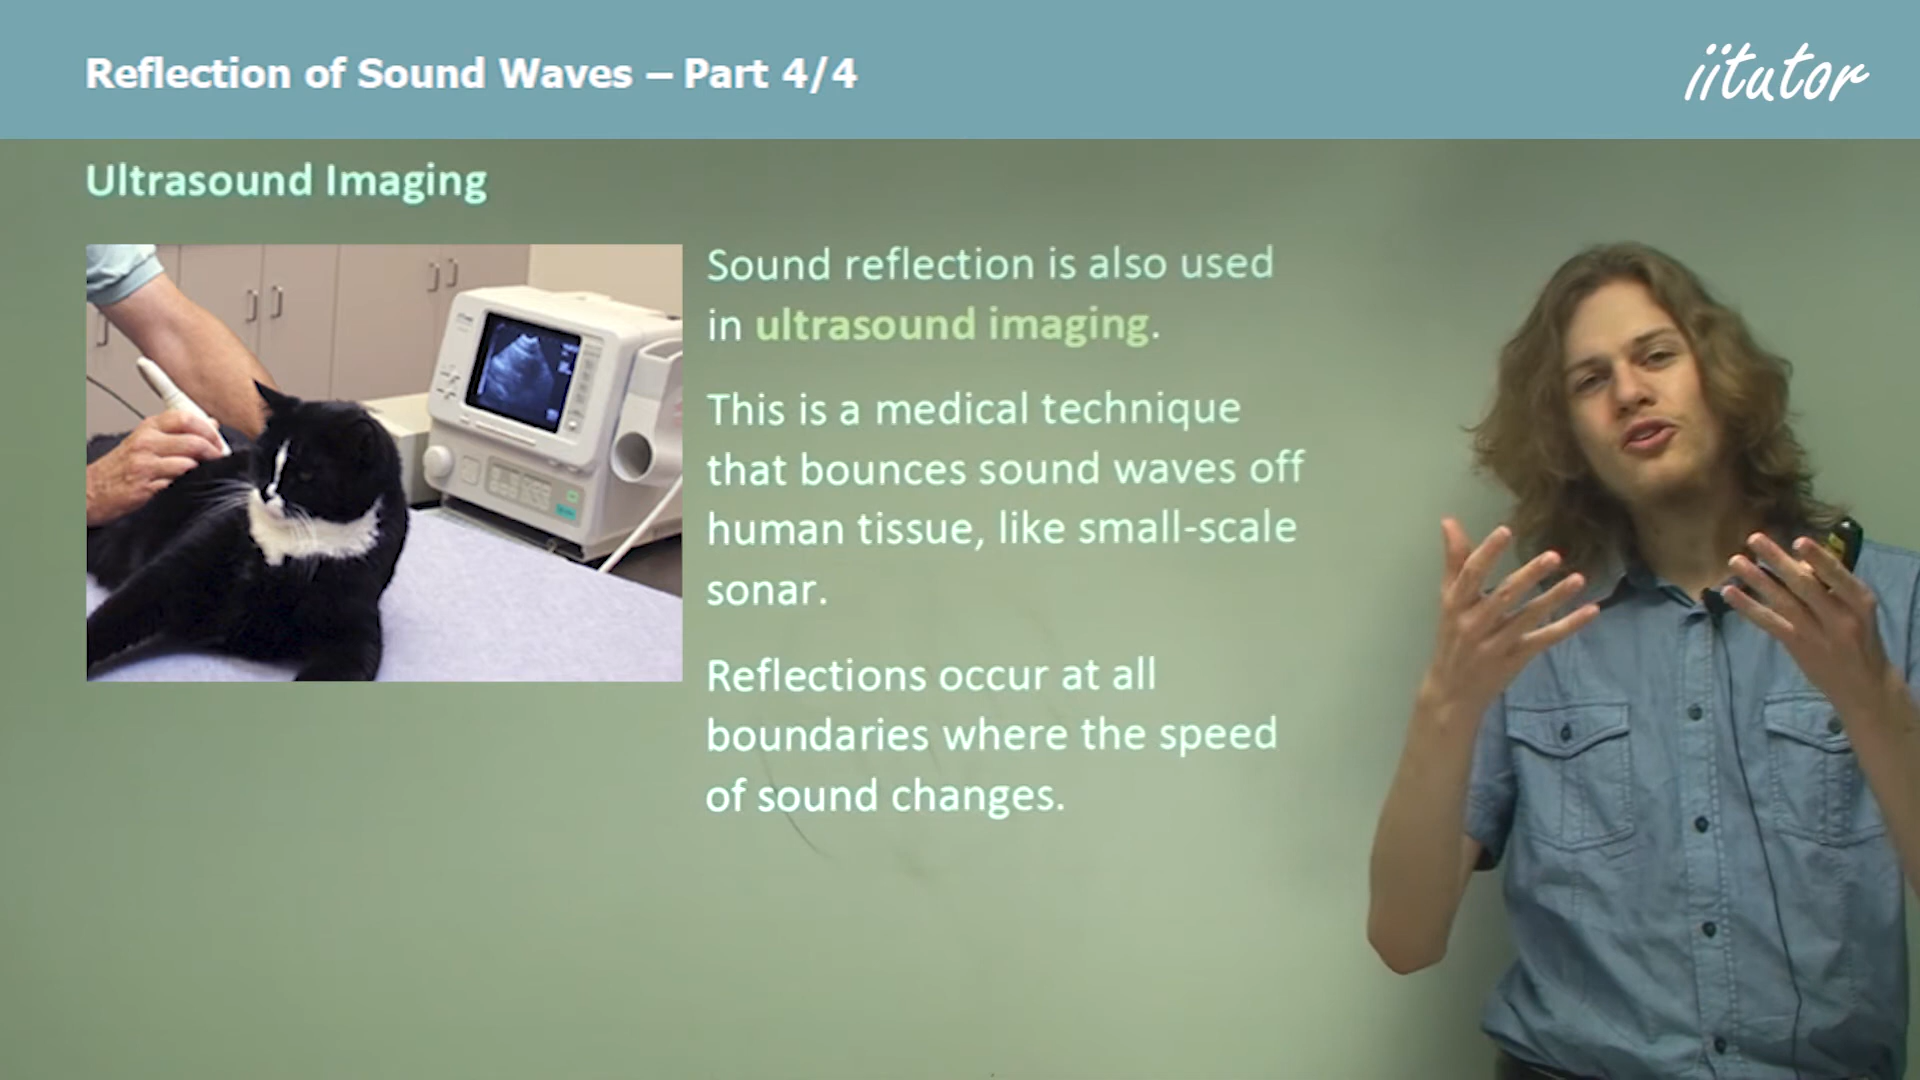 Reflection of Sound Waves – Part 4/4
iitutor
Ultrasound Imaging
Sound reflection is also used
in ultrasound imaging.
This is a medical technique
that bounces sound waves off
human tissue, like small-scale
sonar.
Reflections occur at all
boundaries where the speed
of sound changes.